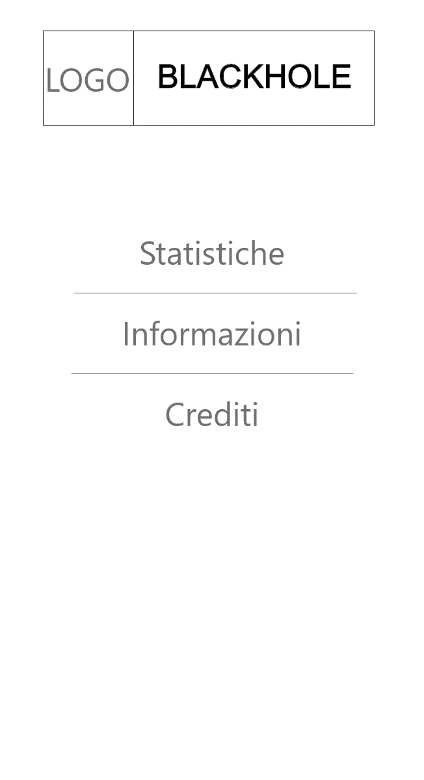 LOGO BLACKHOLE
Statistiche
Informazioni
Crediti